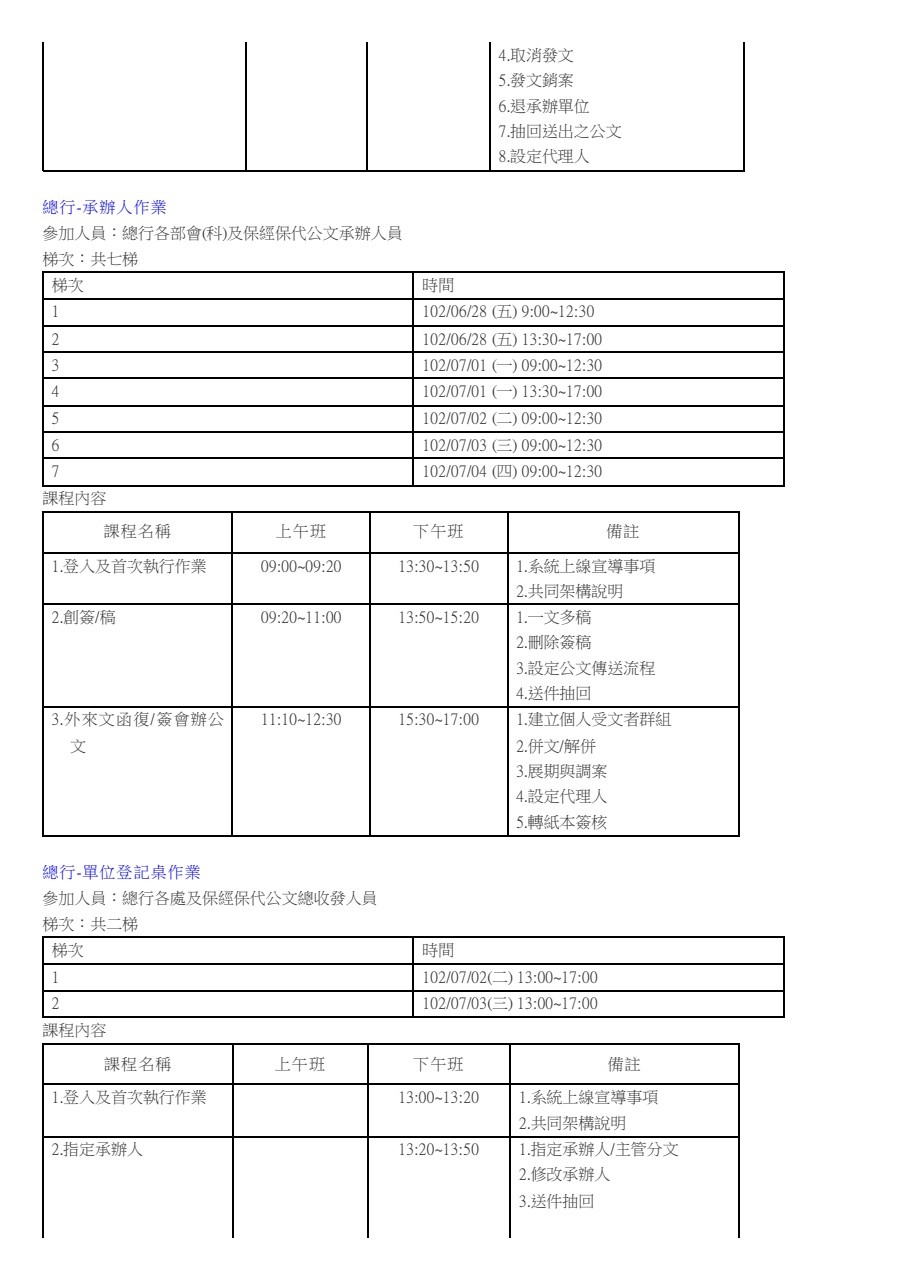 4.取消發文
5.發文銷案
6.退承辦單位
7.抽回送出之公文
8.設定代理人
總行-承辦人作業
參加人員：總行各部會(科)及保經保代公文承辦人員
梯次：共七梯
梯次 時間
1 102/06/28 (五) 9:00~12:30
2 102/06/28 (五) 13:30~17:00
3 102/07/01 (一) 09:00~12:30
4 102/07/01 (一) 13:30~17:00
5 102/07/02 (二) 09:00~12:30
6 102/07/03 (三) 09:00~12:30
7 102/07/04 (四) 09:00~12:30
課程內容
課程名稱 上午班 下午班 備註
1.登入及首次執行作業 09:00~09:20 13:30~13:50 1.系統上線宣導事項
2.共同架構說明
2.創簽/稿 09:20~11:00 13:50~15:20 1.一文多稿
2.刪除簽稿
3.設定公文傳送流程
4.送件抽回
3.外來文函復/簽會辦公 11:10~12:30 15:30~17:00 1.建立個人受文者群組
文 2.併文/解併
3.展期與調案
4.設定代理人
5.轉紙本簽核
總行-單位登記桌作業
參加人員：總行各處及保經保代公文總收發人員
梯次：共二梯
梯次 時間
1 102/07/02(二) 13:00~17:00
2 102/07/03(三) 13:00~17:00
課程內容
課程名稱 上午班 下午班 備註
1.登入及首次執行作業 13:00~13:20 1.系統上線宣導事項
2.共同架構說明
2.指定承辦人 13:20~13:50 1.指定承辦人/主管分文
2.修改承辦人
3.送件抽回